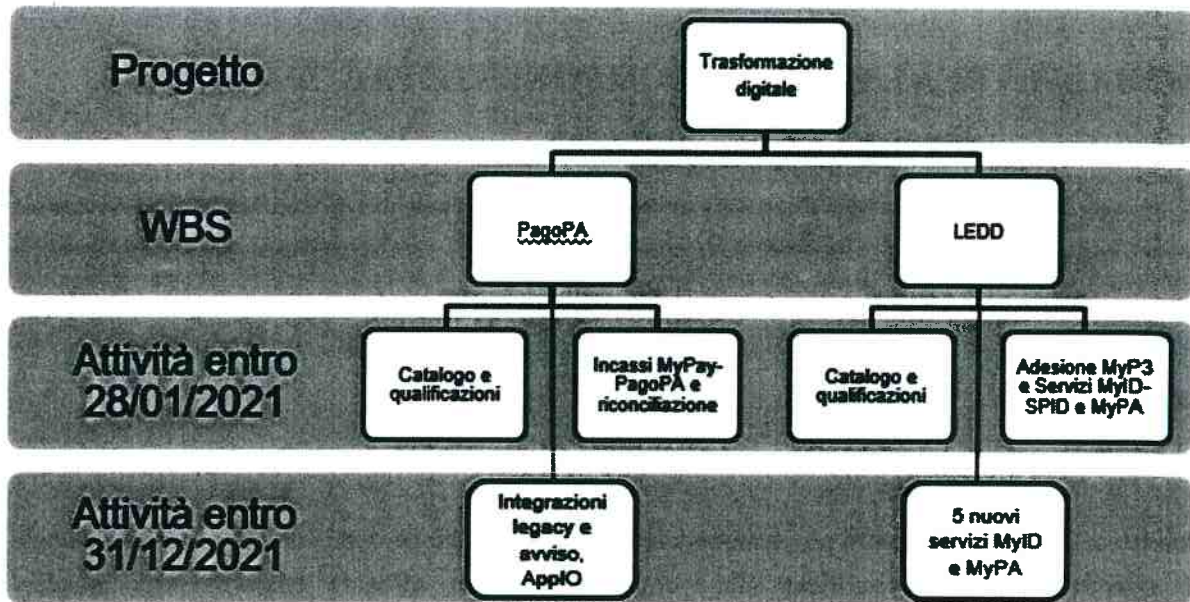 Progetto
Trasformazione
digitale
WBS
PagoPA
LEDD
Attività entro
28/01/2021
Catalogo e
qualificazioni
Incassi MyPay-
PagoPA e
riconciliazione
Catalogo e
qualificazioni
Adesione MyP3
e Servizi MyID-
SPID e MyPA
Attività entro
31/12/2021
Integrazioni
legacy e
avviso,
AppIO
5 nuovi
servizi MyID
e MyPA